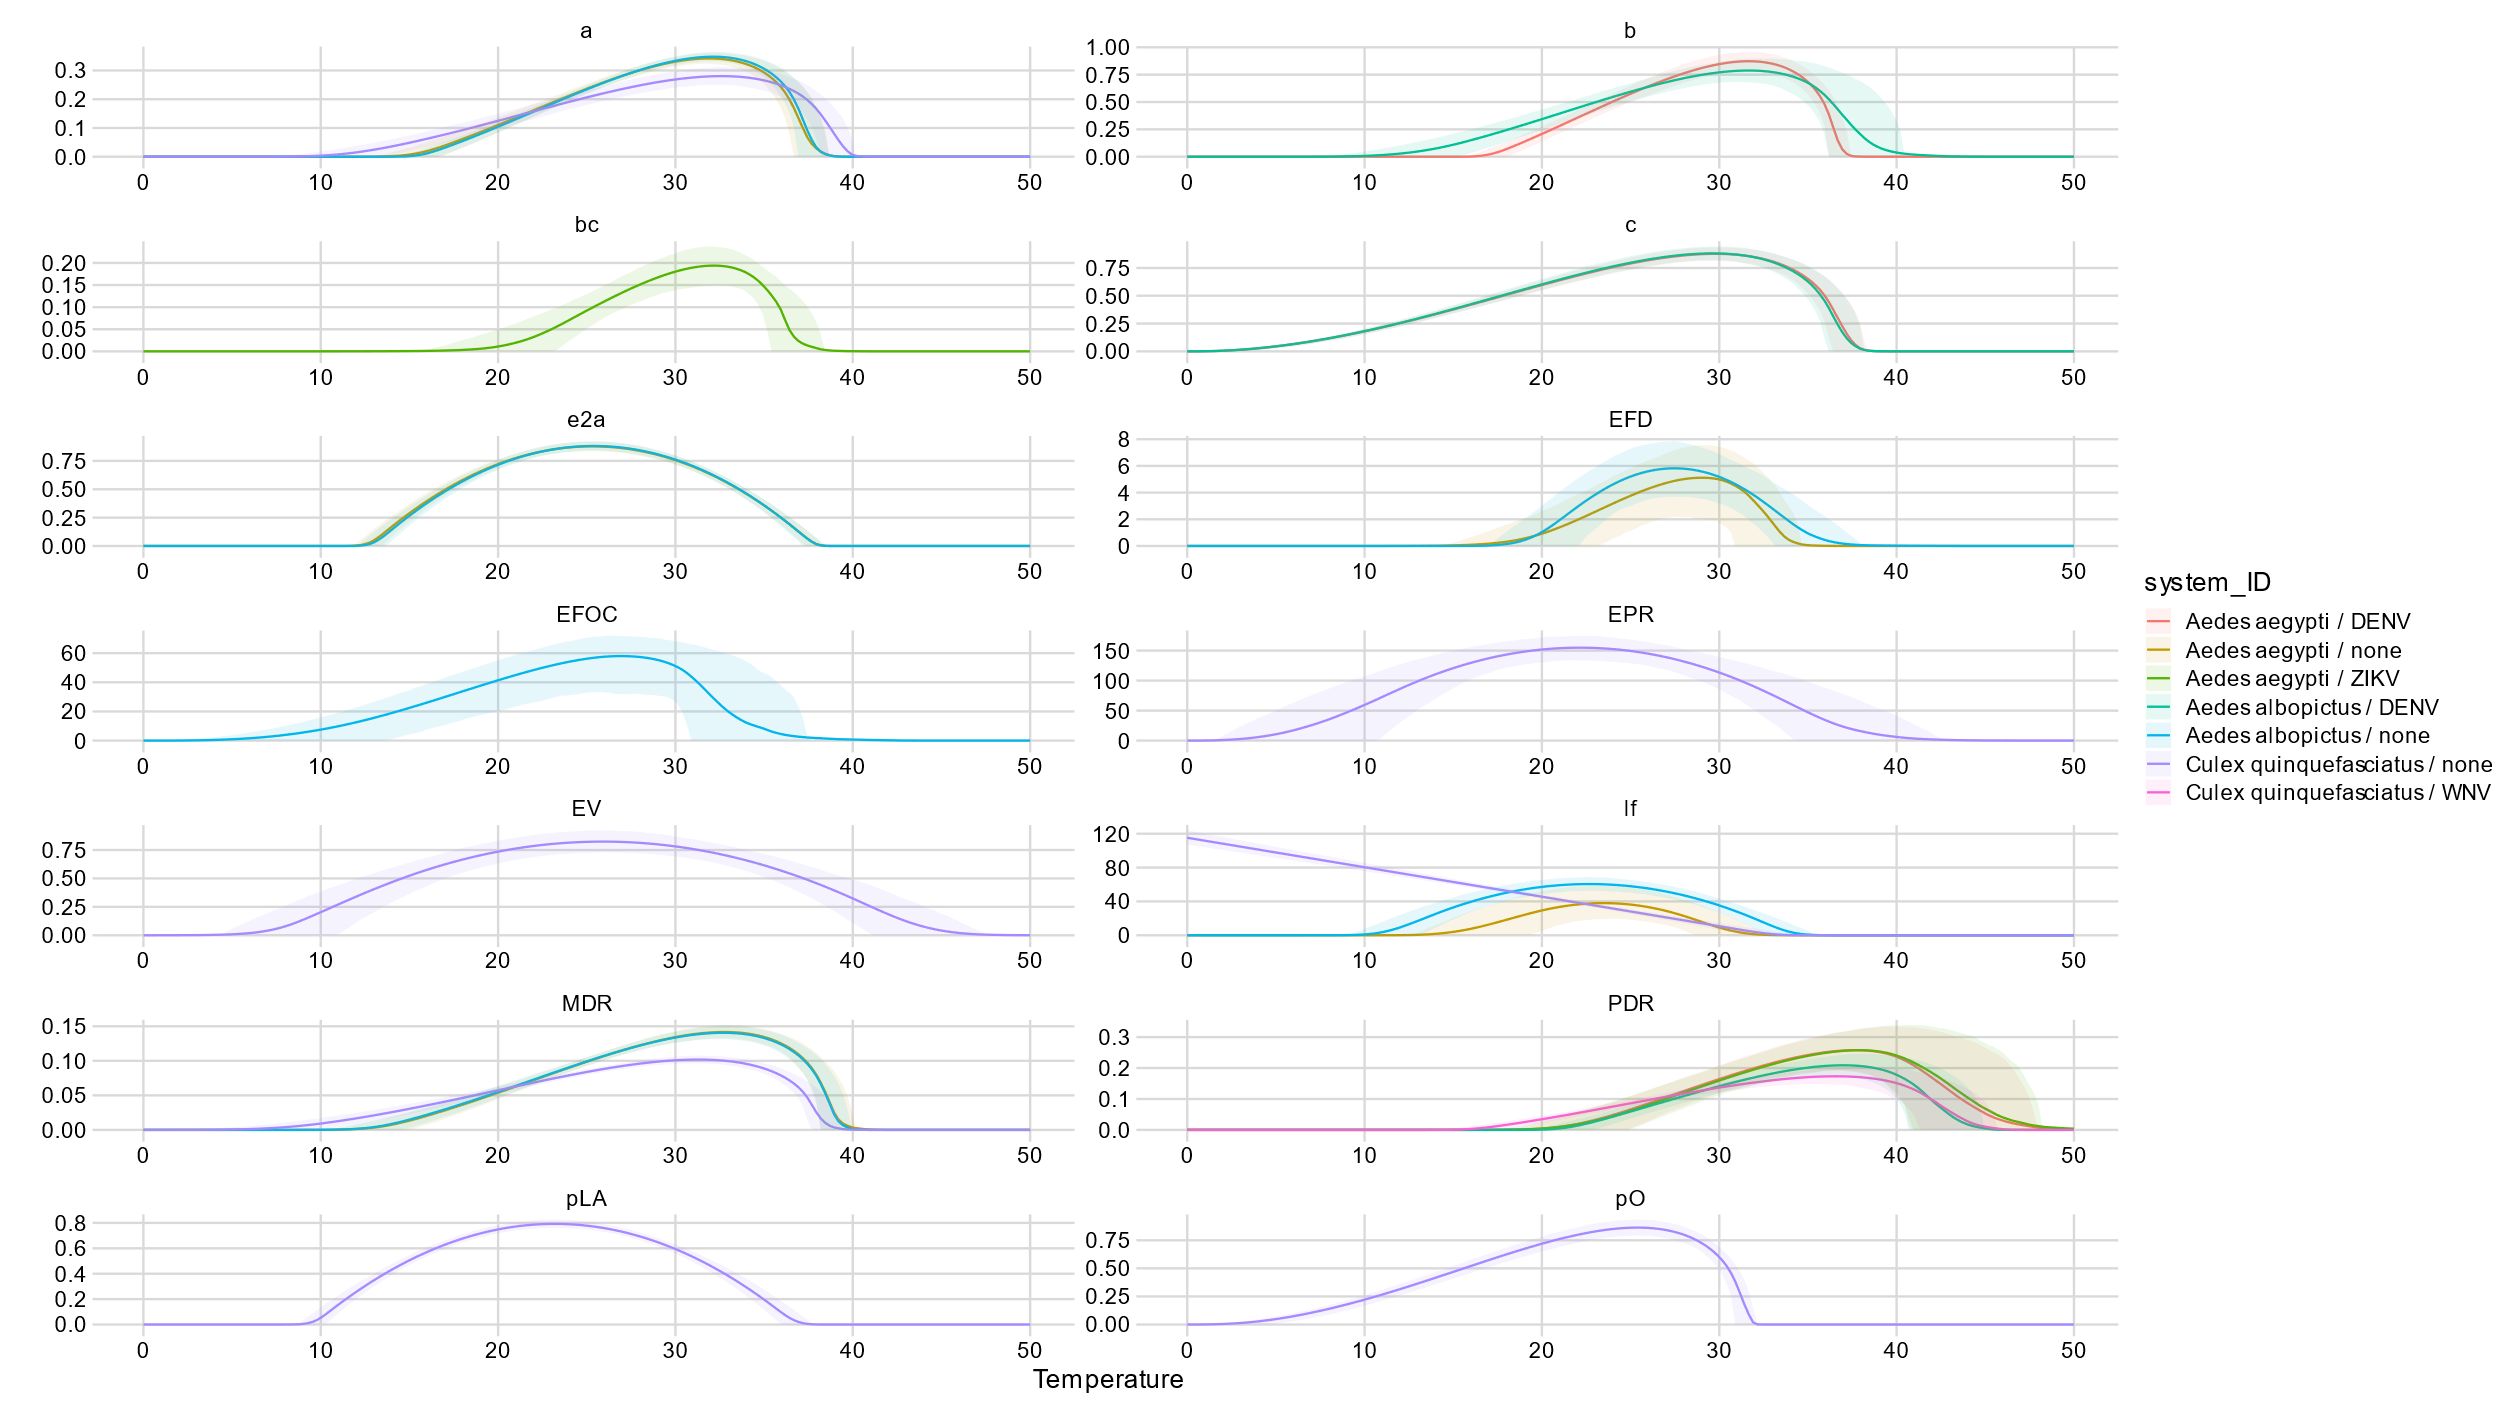 a
0.3
0.2
0.1
0.0
0 10 20 30 40 50
b
1.00
0.75
0.50
0.25
0.00
0 10 20 30 40 50
bc
0.20
0.15
0.10
0.05
0.00
0 10 20 30 40 50
c
0.75
0.50
0.25
0.00
0 10 20 30 40 50
e2a
0.75
0.50
0.25
0.00
0 10 20 30 40 50
EFD
8
6
4
2
0
0 10 20 30 40 50
EFOC
60
40
20
0
0 10 20 30 40 50
EPR
150
100
50
0
0 10 20 30 40 50
EV
0.75
0.50
0.25
0.00
0 10 20 30 40 50
lf
120
80
40
0
0 10 20 30 40 50
MDR
0.15
0.10
0.05
0.00
0 10 20 30 40 50
PDR
0.3
0.2
0.1
0.0
0 10 20 30 40 50
pLA
0.8
0.6
0.4
0.2
0.0
0 10 20 30 40 50
pO
0.75
0.50
0.25
0.00
0 10 20 30 40 50
Temperature
system_ID
Aedes aegypti / DENV
Aedes aegypti / none
Aedes aegypti / ZIKV
Aedes albopictus / DENV
Aedes albopictus / none
Culex quinquefasciatus / none
Culex quinquefasciatus / WNV